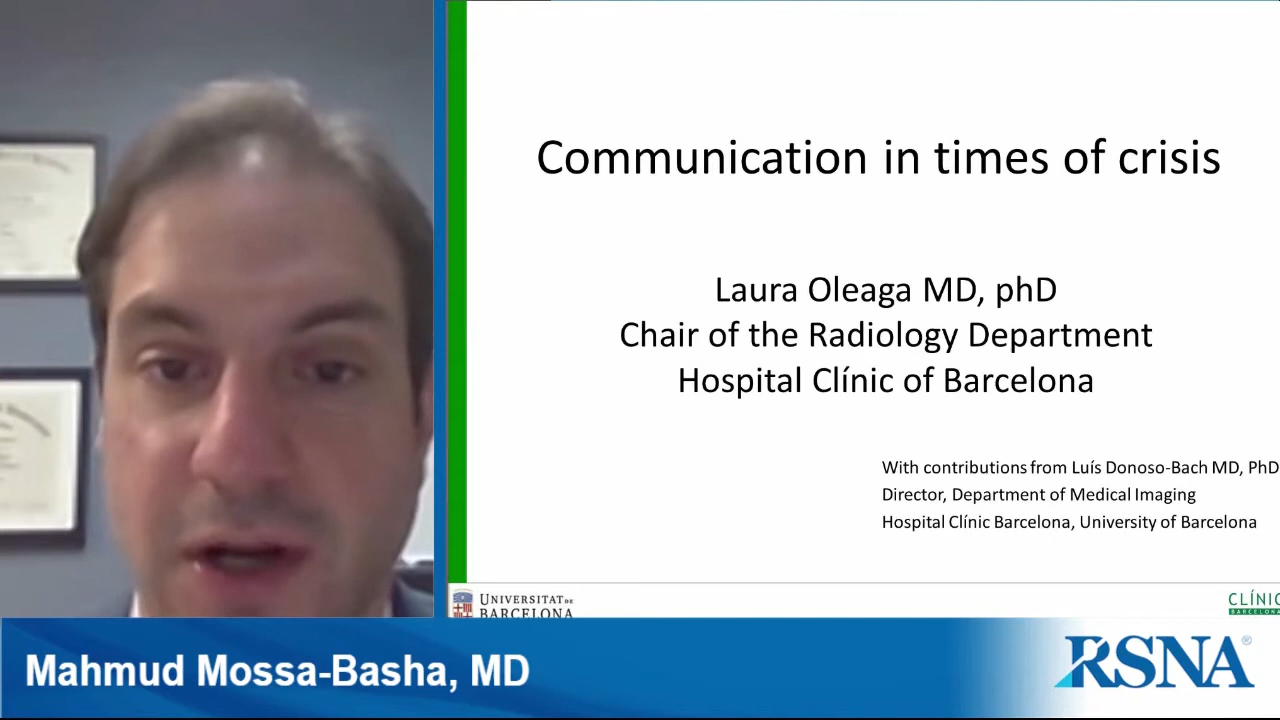 Communication in times of crisis
Laura Oleaga MD, phD
Chair of the Radiology Department
Hospital Clínic of Barcelona
With contributions from Luís Donoso-Bach MD, PhD
Director, Department of Medical Imaging
Hospital Clínic Barcelona, University of Barcelona
UNIVERSITAT DE
BARCELONA
CLÍNIC
BARCELONA
Mahmud Mossa-Basha, MD
RSNA®